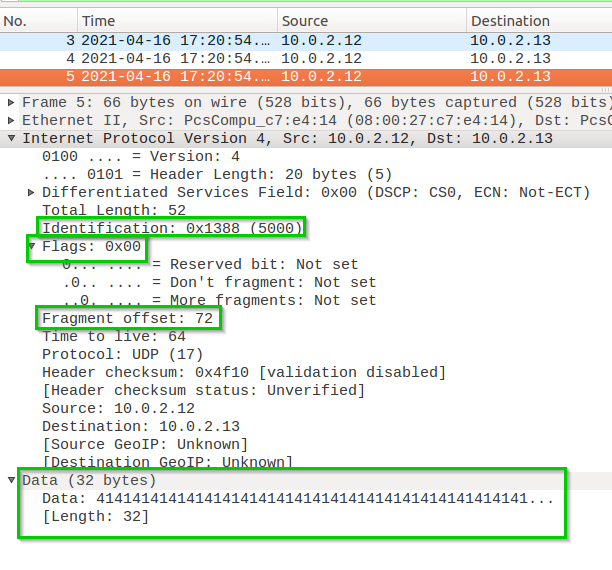 No. Time Source Destination
3 2021-04-16 17:20:54.… 10.0.2.12 10.0.2.13
4 2021-04-16 17:20:54.… 10.0.2.12 10.0.2.13
5 2021-04-16 17:20:54.… 10.0.2.12 10.0.2.13
Frame 5: 66 bytes on wire (528 bits), 66 bytes captured (528 bits)
Ethernet II, Src: PcsCompu_c7:e4:14 (08:00:27:c7:e4:14), Dst: PcsC
Internet Protocol Version 4, Src: 10.0.2.12, Dst: 10.0.2.13
0100 .... = Version: 4
.... 0101 = Header Length: 20 bytes (5)
Differentiated Services Field: 0x00 (DSCP: CS0, ECN: Not-ECT)
Total Length: 52
Identification: 0x1388 (5000)
Flags: 0x00
0... .... = Reserved bit: Not set
.0.. .... = Don't fragment: Not set
..0. .... = More fragments: Not set
Fragment offset: 72
Time to live: 64
Protocol: UDP (17)
Header checksum: 0x4f10 [validation disabled]
[Header checksum status: Unverified]
Source: 10.0.2.12
Destination: 10.0.2.13
[Source GeoIP: Unknown]
[Destination GeoIP: Unknown]
Data (32 bytes)
Data: 414141414141414141414141414141414141414141414141...
[Length: 32]